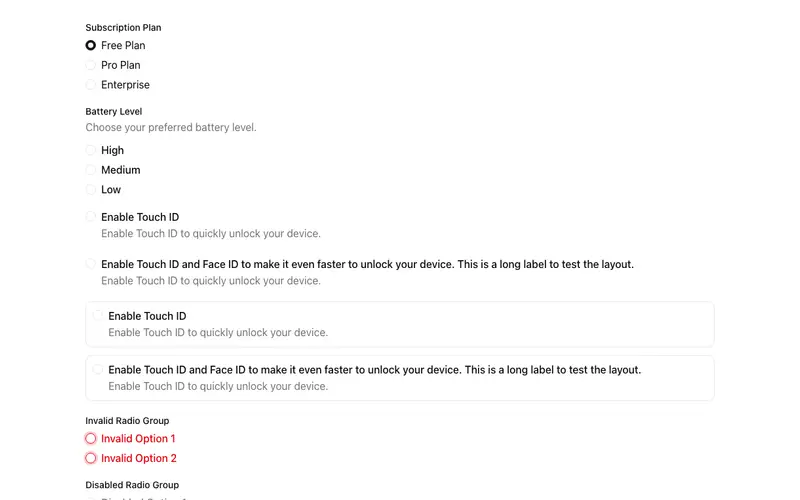 Subscription Plan
Free Plan
Pro Plan
Enterprise
Battery Level
Choose your preferred battery level.
High
Medium
Low
Enable Touch ID
Enable Touch ID to quickly unlock your device.
Enable Touch ID and Face ID to make it even faster to unlock your device. This is a long label to test the layout.
Enable Touch ID to quickly unlock your device.
Enable Touch ID
Enable Touch ID to quickly unlock your device.
Enable Touch ID and Face ID to make it even faster to unlock your device. This is a long label to test the layout.
Enable Touch ID to quickly unlock your device.
Invalid Radio Group
Invalid Option 1
Invalid Option 2
Disabled Radio Group